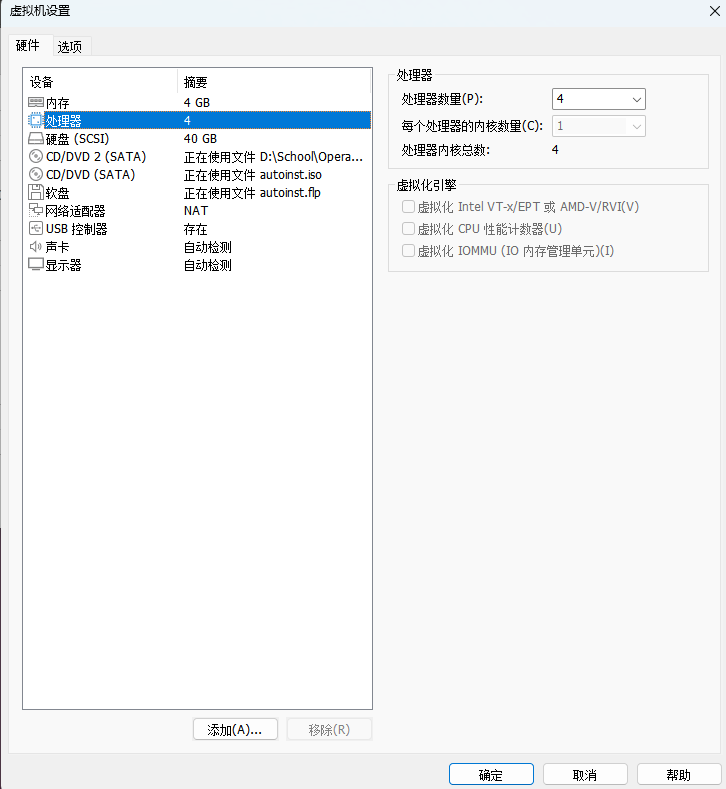 虚拟机设置
硬件 选项
设备 摘要
内存 4 GB
处理器 4
硬盘 (SCSI) 40 GB
CD/DVD 2 (SATA) 正在使用文件 D:\School\Opera...
CD/DVD (SATA) 正在使用文件 autoinst.iso
软盘 正在使用文件 autoinst.flp
网络适配器 NAT
USB 控制器 存在
声卡 自动检测
显示器 自动检测
添加(A)... 移除(R)
处理器
处理器数量(P): 4
每个处理器的内核数量(C): 1
处理器内核总数: 4
虚拟化引擎
虚拟化 Intel VT-x/EPT 或 AMD-V/RVI(V)
虚拟化 CPU 性能计数器(U)
虚拟化 IOMMU (IO 内存管理单元)(I)
确定 取消 帮助